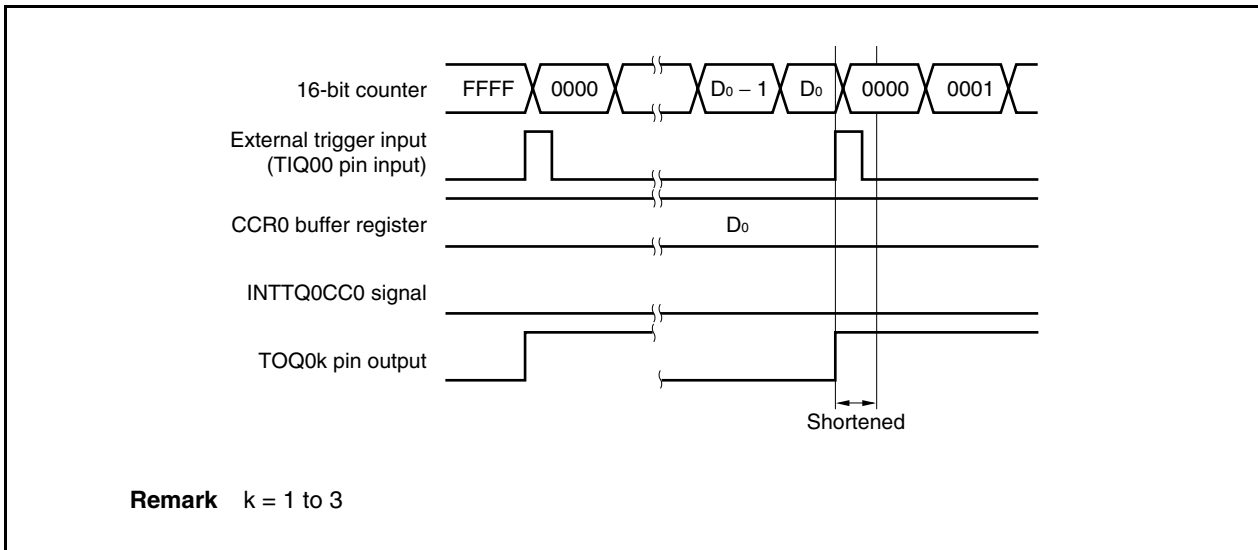 16-bit counter FFFF 0000 D₀ − 1 D₀ 0000 0001
External trigger input
(TIQ00 pin input)
CCR0 buffer register D₀
INTTQ0CC0 signal
TOQ0k pin output
Shortened
Remark k = 1 to 3